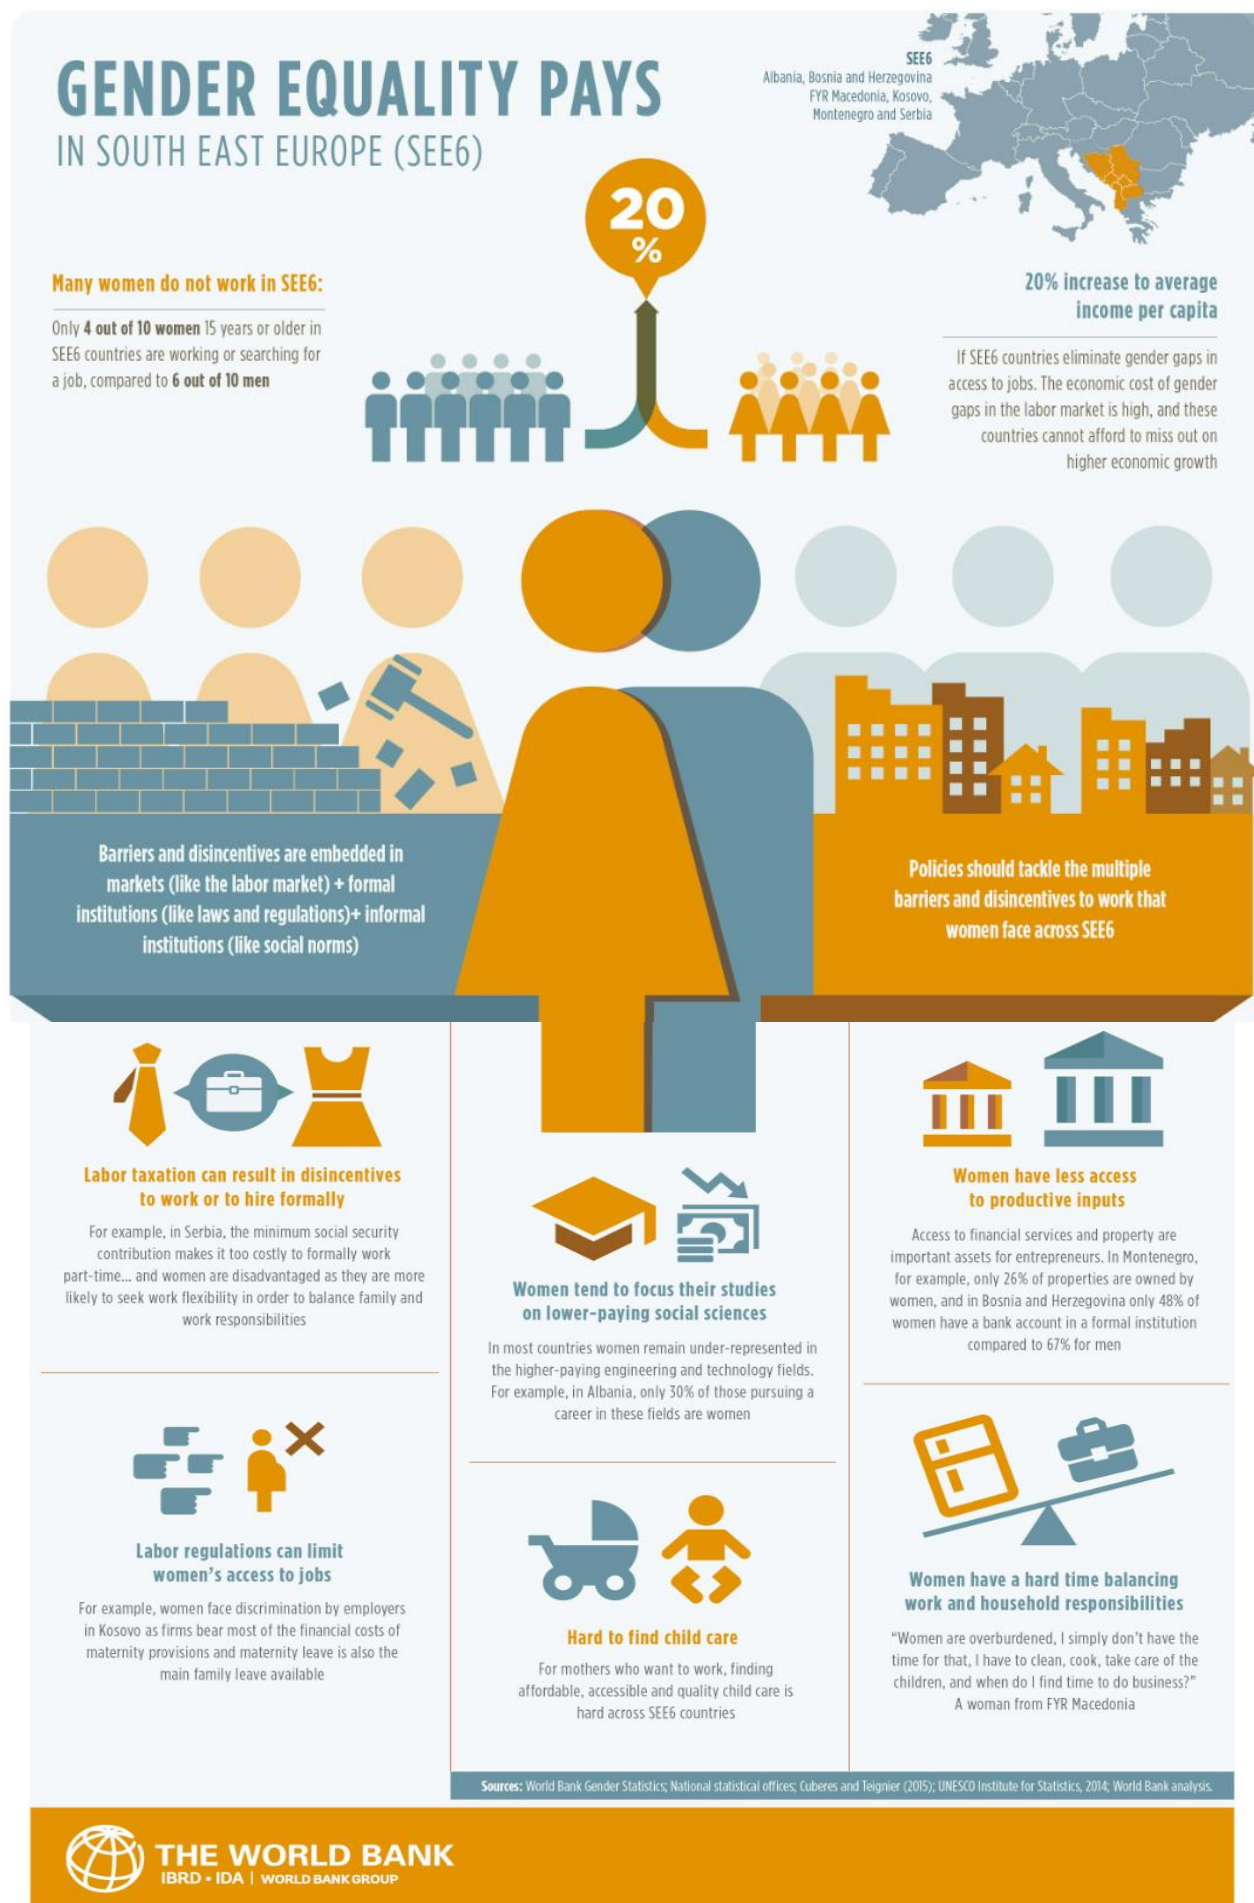 GENDER EQUALITY PAYS
IN SOUTH EAST EUROPE (SEE6)
SEE6
Albania, Bosnia and Herzegovina
FYR Macedonia, Kosovo,
Montenegro and Serbia
20
%
Many women do not work in SEE6:
Only 4 out of 10 women 15 years or older in
SEE6 countries are working or searching for
a job, compared to 6 out of 10 men
20% increase to average
income per capita
If SEE6 countries eliminate gender gaps in
access to jobs. The economic cost of gender
gaps in the labor market is high, and these
countries cannot afford to miss out on
higher economic growth
Barriers and disincentives are embedded in
markets (like the labor market) + formal
institutions (like laws and regulations)+ informal
institutions (like social norms)
Policies should tackle the multiple
barriers and disincentives to work that
women face across SEE6
Labor taxation can result in disincentives
to work or to hire formally
For example, in Serbia, the minimum social security
contribution makes it too costly to formally work
part-time... and women are disadvantaged as they are more
likely to seek work flexibility in order to balance family and
work responsibilities
Labor regulations can limit
women's access to jobs
For example, women face discrimination by employers
in Kosovo as firms bear most of the financial costs of
maternity provisions and maternity leave is also the
main family leave available
Women tend to focus their studies
on lower-paying social sciences
In most countries women remain under-represented in
the higher-paying engineering and technology fields.
For example, in Albania, only 30% of those pursuing a
career in these fields are women
Hard to find child care
For mothers who want to work, finding
affordable, accessible and quality child care is
hard across SEE6 countries
Women have less access
to productive inputs
Access to financial services and property are
important assets for entrepreneurs. In Montenegro,
for example, only 26% of properties are owned by
women, and in Bosnia and Herzegovina only 48% of
women have a bank account in a formal institution
compared to 67% for men
Women have a hard time balancing
work and household responsibilities
"Women are overburdened, I simply don't have the
time for that, I have to clean, cook, take care of the
children, and when do I find time to do business?"
A woman from FYR Macedonia
Sources: World Bank Gender Statistics; National statistical offices; Cuberes and Teignier (2015); UNESCO Institute for Statistics, 2014; World Bank analysis.
THE WORLD BANK
IBRD • IDA | WORLD BANK GROUP